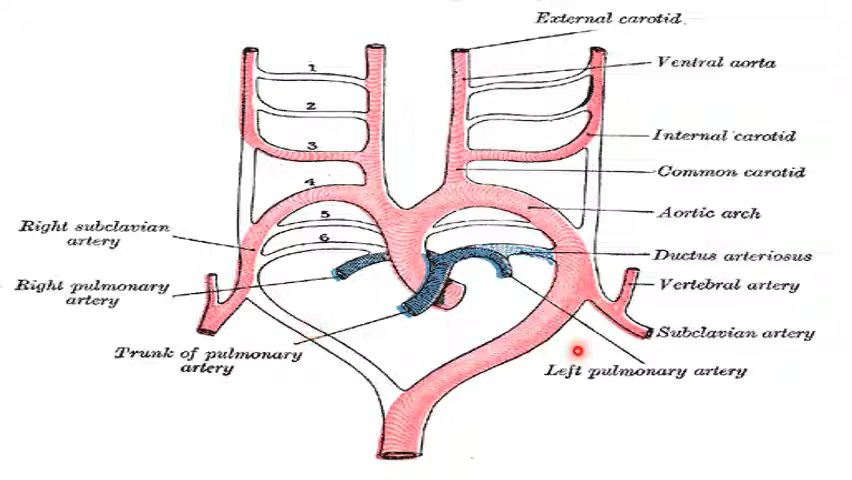 External carotid
Ventral aorta
1
2
Internal carotid
3
Common carotid
4
Aortic arch
5
Right subclavian
artery
6
Ductus arteriosus
Right pulmonary
artery
Vertebral artery
Subclavian artery
Trunk of pulmonary
artery
Left pulmonary artery